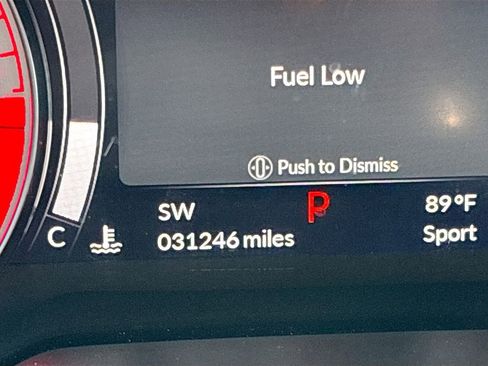 Fuel Low
Push to Dismiss
SW P 89°F
C 031246 miles Sport